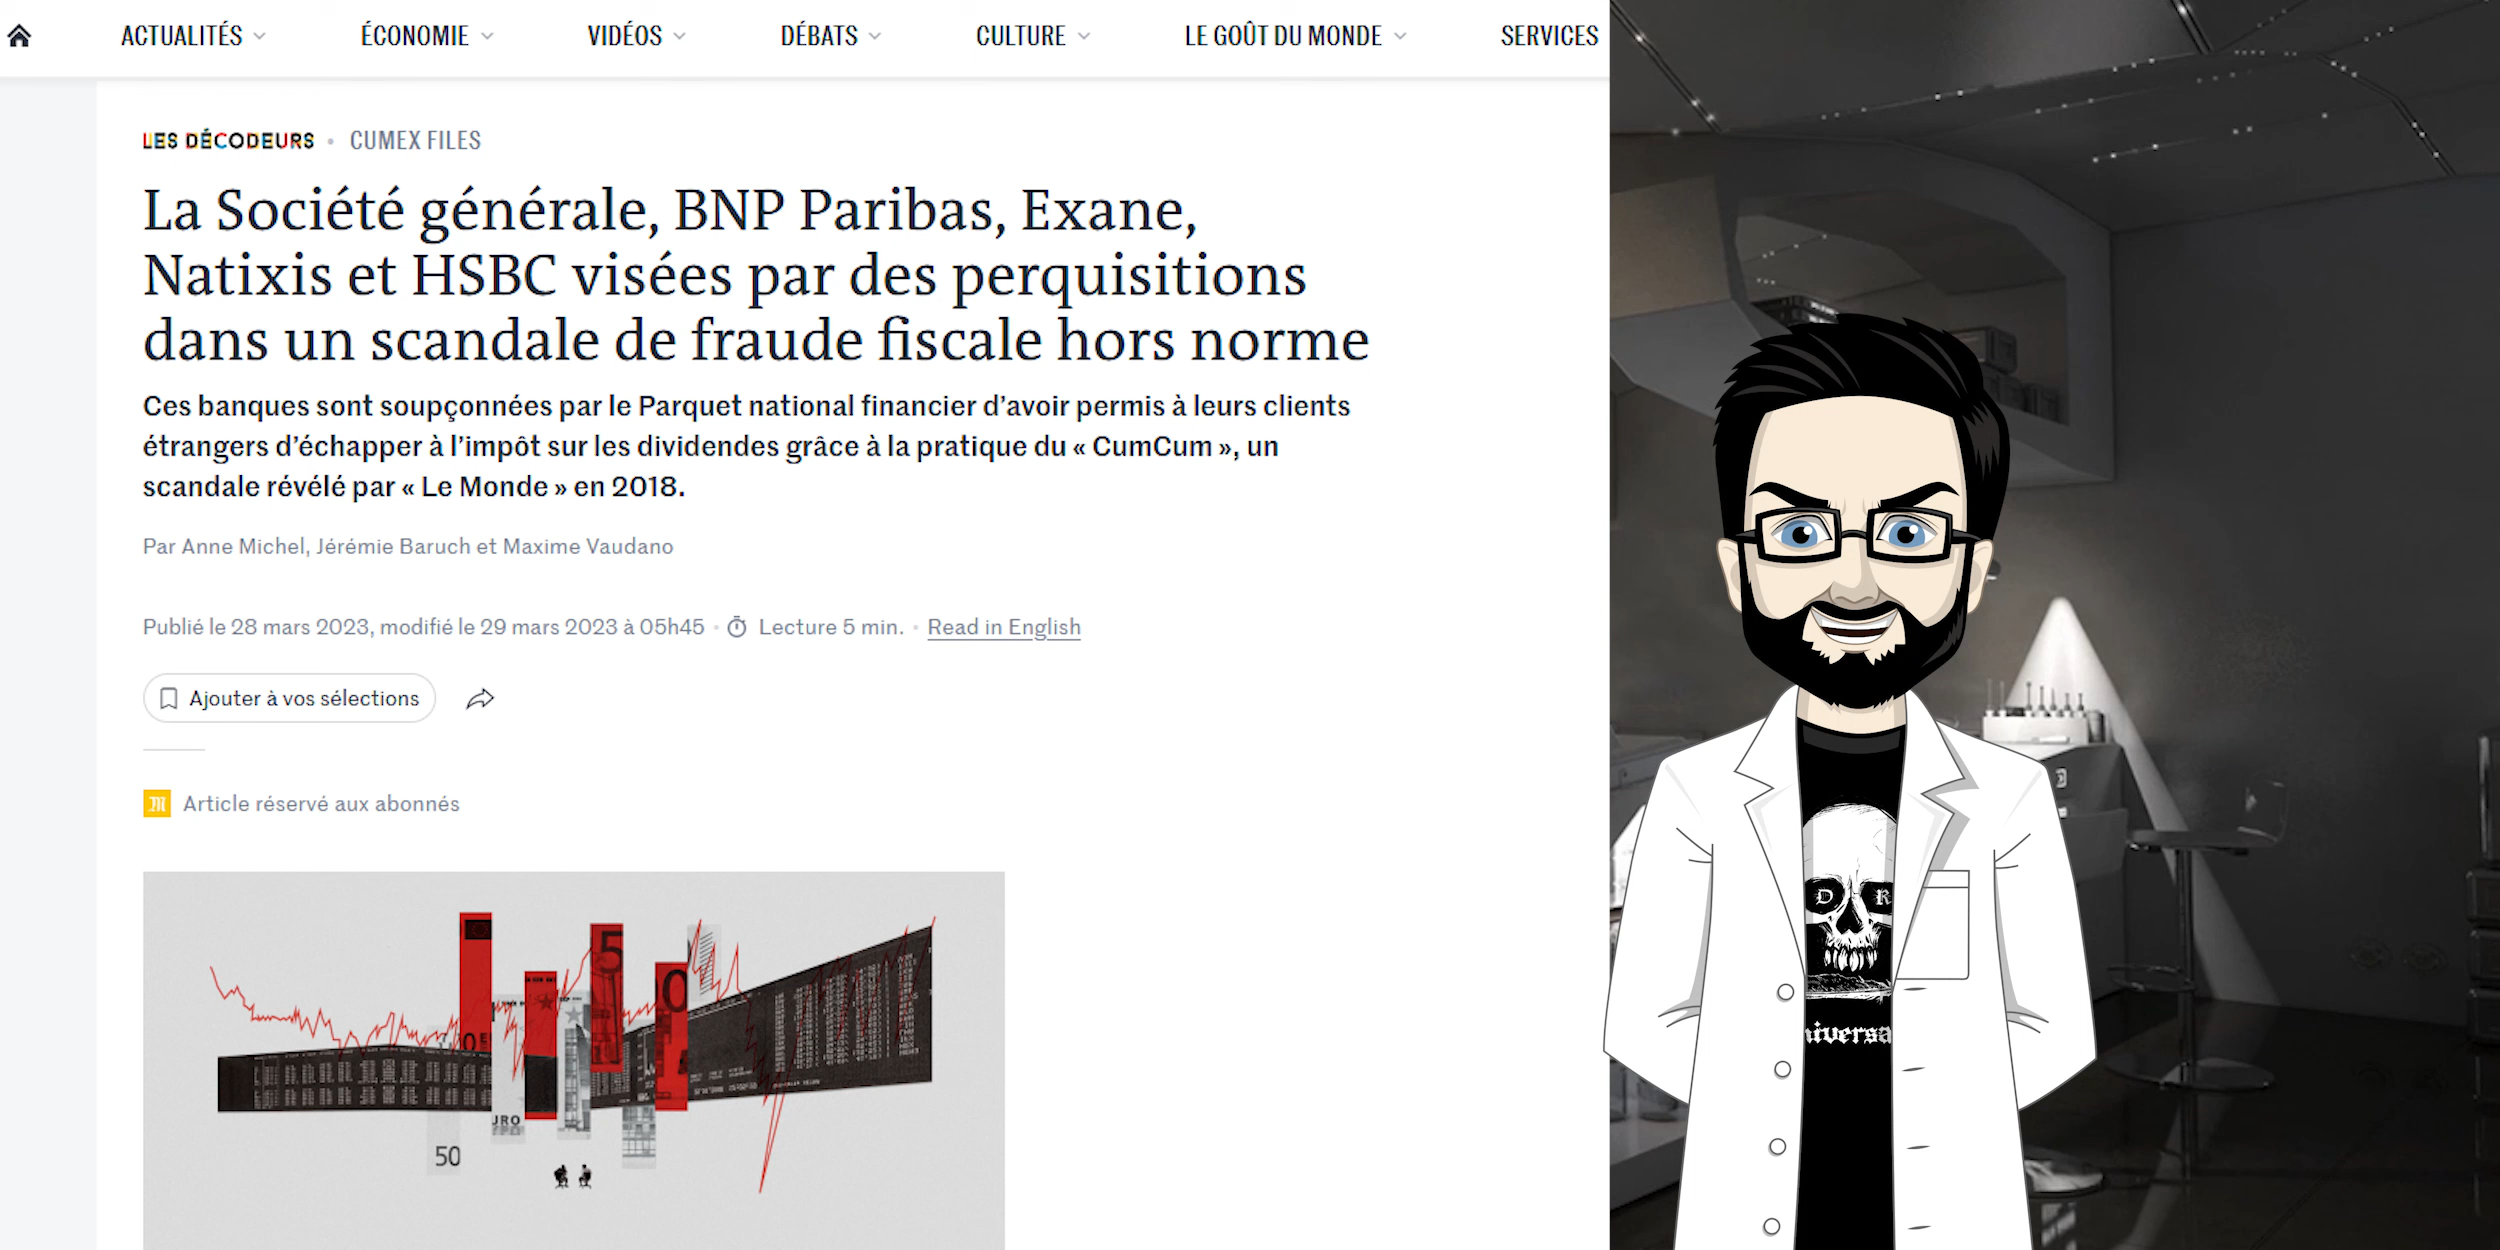 ACTUALITÉS ÉCONOMIE VIDÉOS DÉBATS CULTURE LE GOÛT DU MONDE SERVICES
LES DÉCODEURS • CUMEX FILES
La Société générale, BNP Paribas, Exane,
Natixis et HSBC visées par des perquisitions
dans un scandale de fraude fiscale hors norme
Ces banques sont soupçonnées par le Parquet national financier d’avoir permis à leurs clients
étrangers d’échapper à l’impôt sur les dividendes grâce à la pratique du « CumCum », un
scandale révélé par « Le Monde » en 2018.
Par Anne Michel, Jérémie Baruch et Maxime Vaudano
Publié le 28 mars 2023, modifié le 29 mars 2023 à 05h45 • Lecture 5 min. • Read in English
Ajouter à vos sélections
M Article réservé aux abonnés
5
0
50
D R